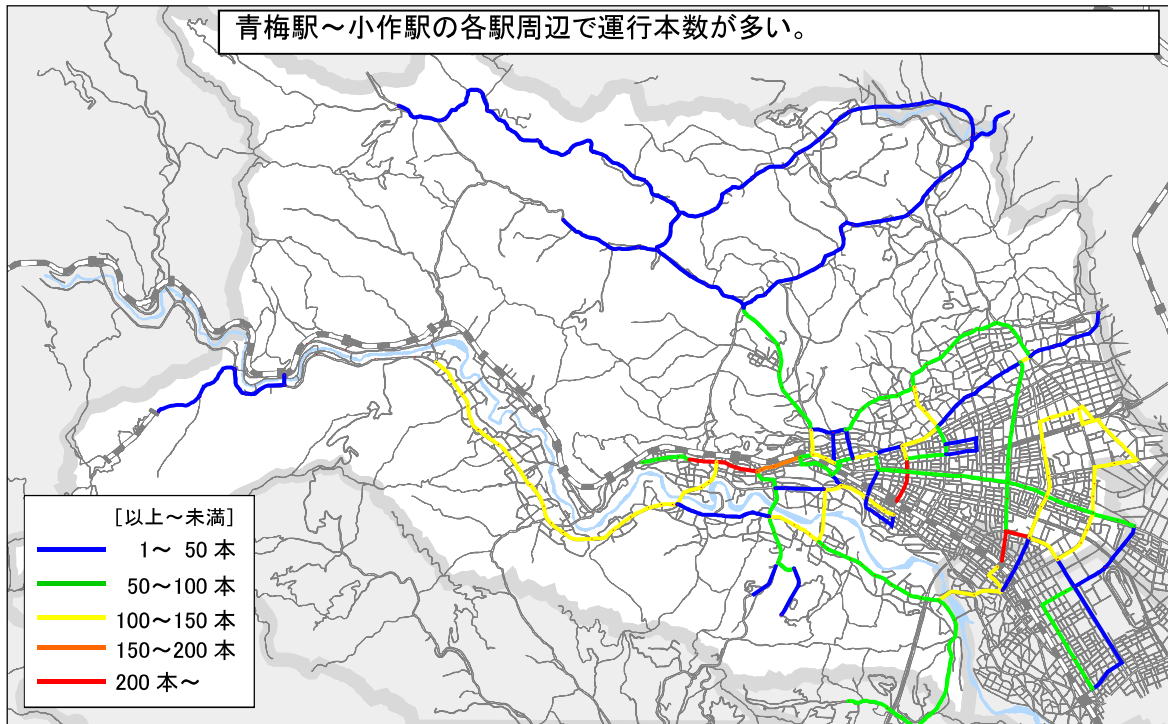 青梅駅～小作駅の各駅周辺で運行本数が多い。
[以上～未満]
1～ 50 本
50～100 本
100～150 本
150～200 本
200 本～